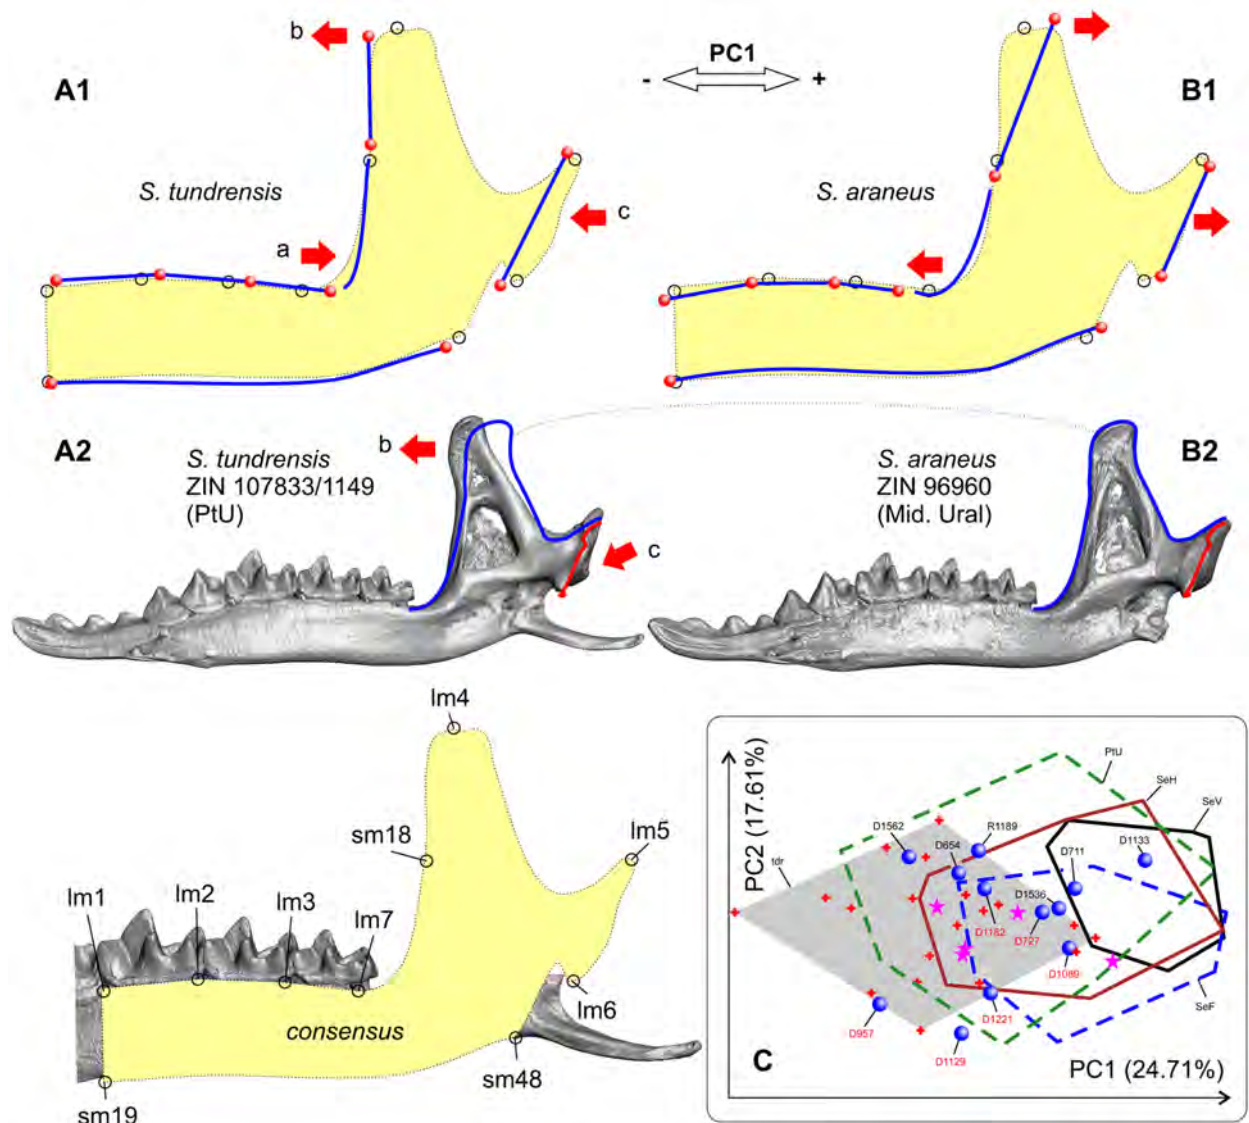 A1
b
S. tundrensis
a
c
PC1
-
+
B1
S. araneus
A2
b
S. tundrensis
ZIN 107833/1149
(PtU)
c
B2
S. araneus
ZIN 96960
(Mid. Ural)
lm4
sm18
lm5
lm1
lm2
lm3
lm7
consensus
lm6
sm48
sm19
PC2 (17.61%)
PtU
SeH
SeV
D1562
R1189
D654
D711
D1133
tdr
D1536
D1182
D727
D1089
SeF
D957
D1221
D1129
C
PC1 (24.71%)